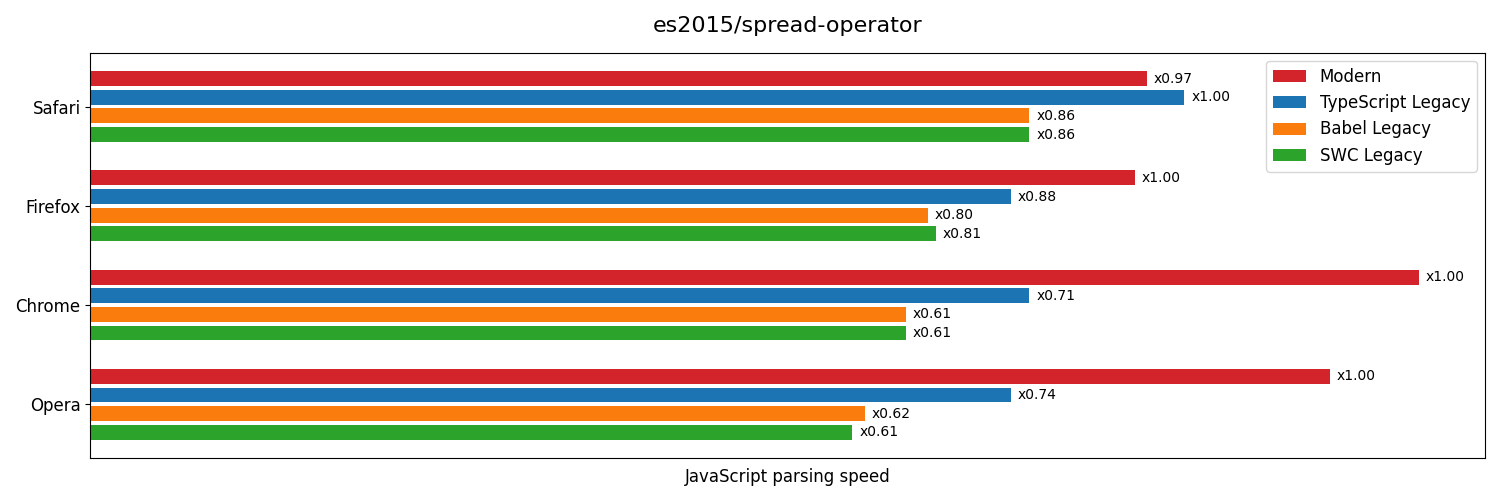 es2015/spread-operator
Safari
x0.97
x1.00
x0.86
x0.86
Firefox
x1.00
x0.88
x0.80
x0.81
Chrome
x1.00
x0.71
x0.61
x0.61
Opera
x1.00
x0.74
x0.62
x0.61
Modern
TypeScript Legacy
Babel Legacy
SWC Legacy
JavaScript parsing speed